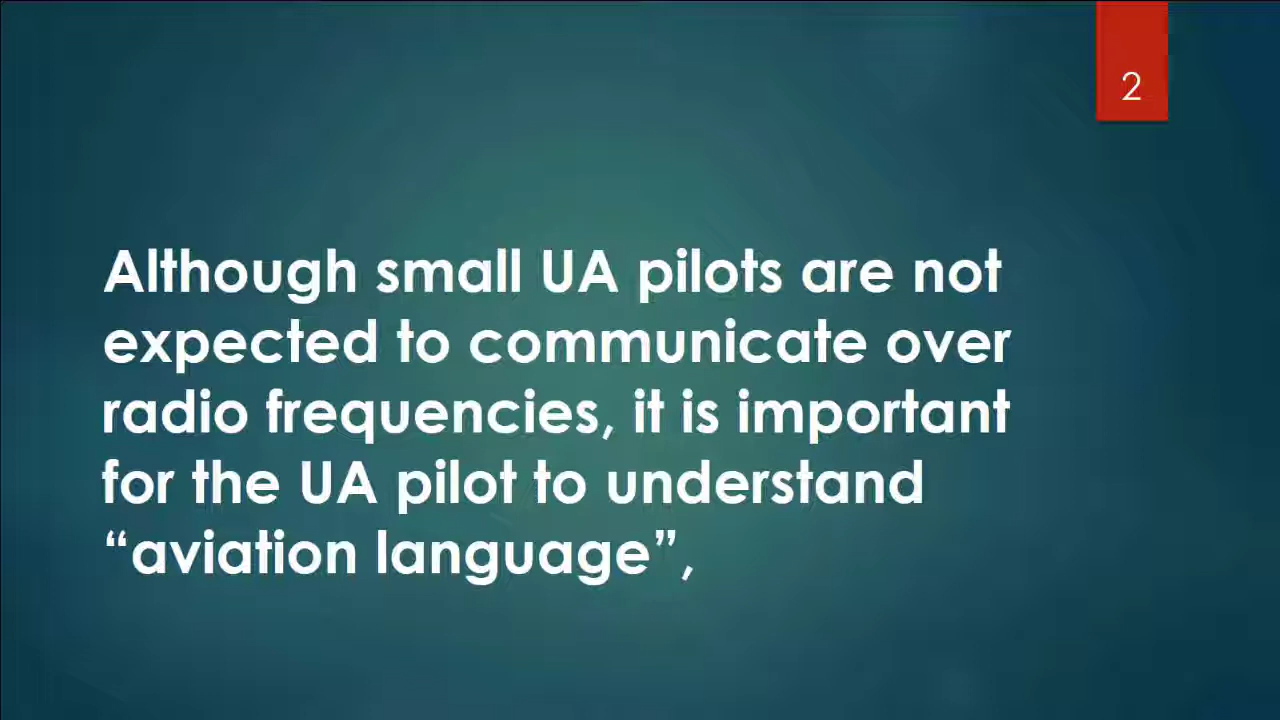 2
Although small UA pilots are not
expected to communicate over
radio frequencies, it is important
for the UA pilot to understand
“aviation language”,